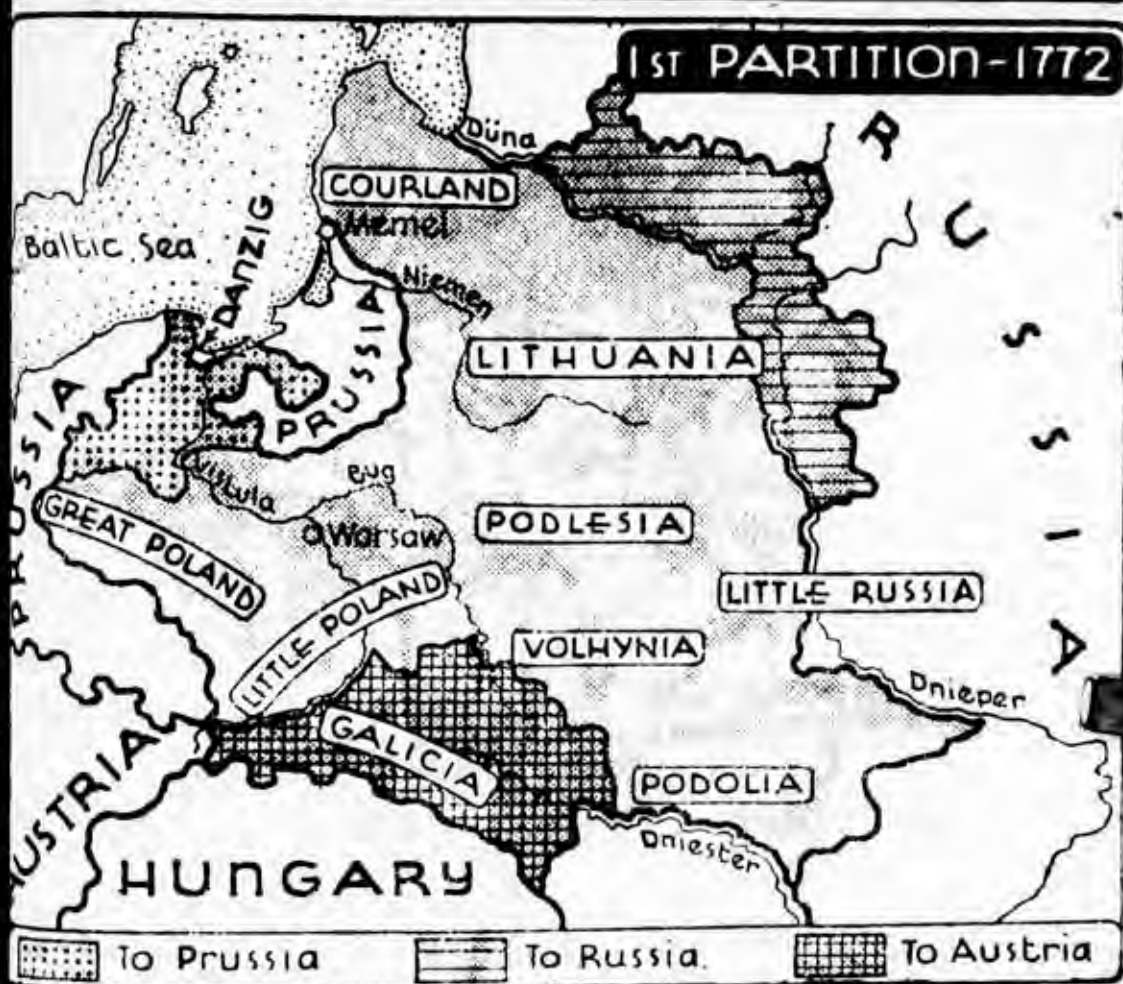 1ST PARTITION-1772
RUSSIA
Düna
COURLAND
Memel
Baltic Sea
DANZIG
Niemen
PRUSSIA
LITHUANIA
PRUSSIA
Vistula
Bug
GREAT POLAND
Warsaw
PODLESIA
LITTLE POLAND
LITTLE RUSSIA
VOLHYNIA
Dnieper
GALICIA
AUSTRIA
PODOLIA
Dniester
HUNGARY
To Prussia
To Russia.
To Austria